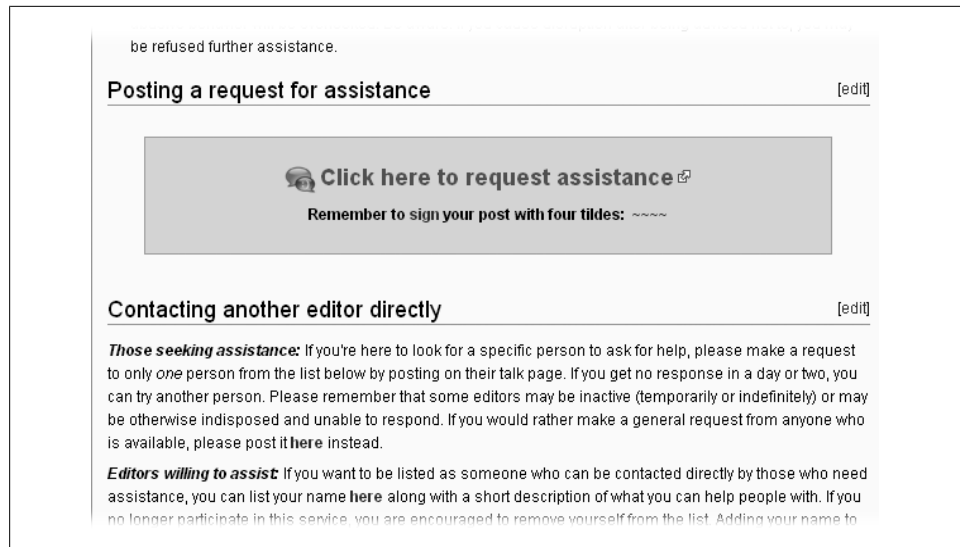 be refused further assistance.
Posting a request for assistance [edit]
Click here to request assistance
Remember to sign your post with four tildes: ~~~~
Contacting another editor directly [edit]
Those seeking assistance: If you're here to look for a specific person to ask for help, please make a request
to only one person from the list below by posting on their talk page. If you get no response in a day or two, you
can try another person. Please remember that some editors may be inactive (temporarily or indefinitely) or may
be otherwise indisposed and unable to respond. If you would rather make a general request from anyone who
is available, please post it here instead.
Editors willing to assist: If you want to be listed as someone who can be contacted directly by those who need
assistance, you can list your name here along with a short description of what you can help people with. If you
no longer participate in this service, you are encouraged to remove yourself from the list. Adding your name to